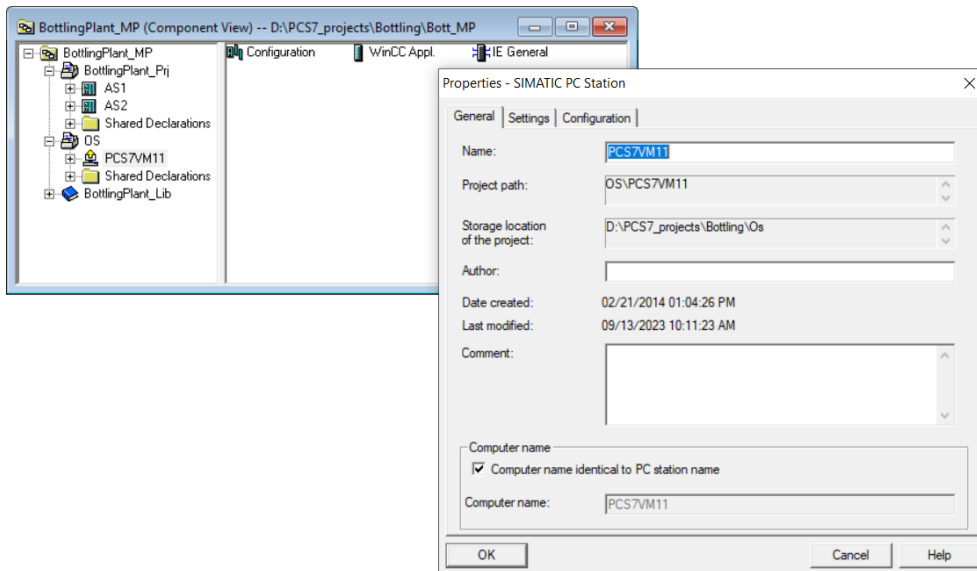 BottlingPlant_MP (Component View) -- D:\PCS7_projects\Bottling\Bott_MP
BottlingPlant_MP
BottlingPlant_Prj
AS1
AS2
Shared Declarations
OS
PCS7VM11
Shared Declarations
BottlingPlant_Lib
Configuration WinCC Appl. IE General
Properties - SIMATIC PC Station
General Settings Configuration
Name: PCS7VM11
Project path: OS\PCS7VM11
Storage location D:\PCS7_projects\Bottling\Os
of the project:
Author:
Date created: 02/21/2014 01:04:26 PM
Last modified: 09/13/2023 10:11:23 AM
Comment:
Computer name
Computer name identical to PC station name
Computer name: PCS7VM11
OK Cancel Help